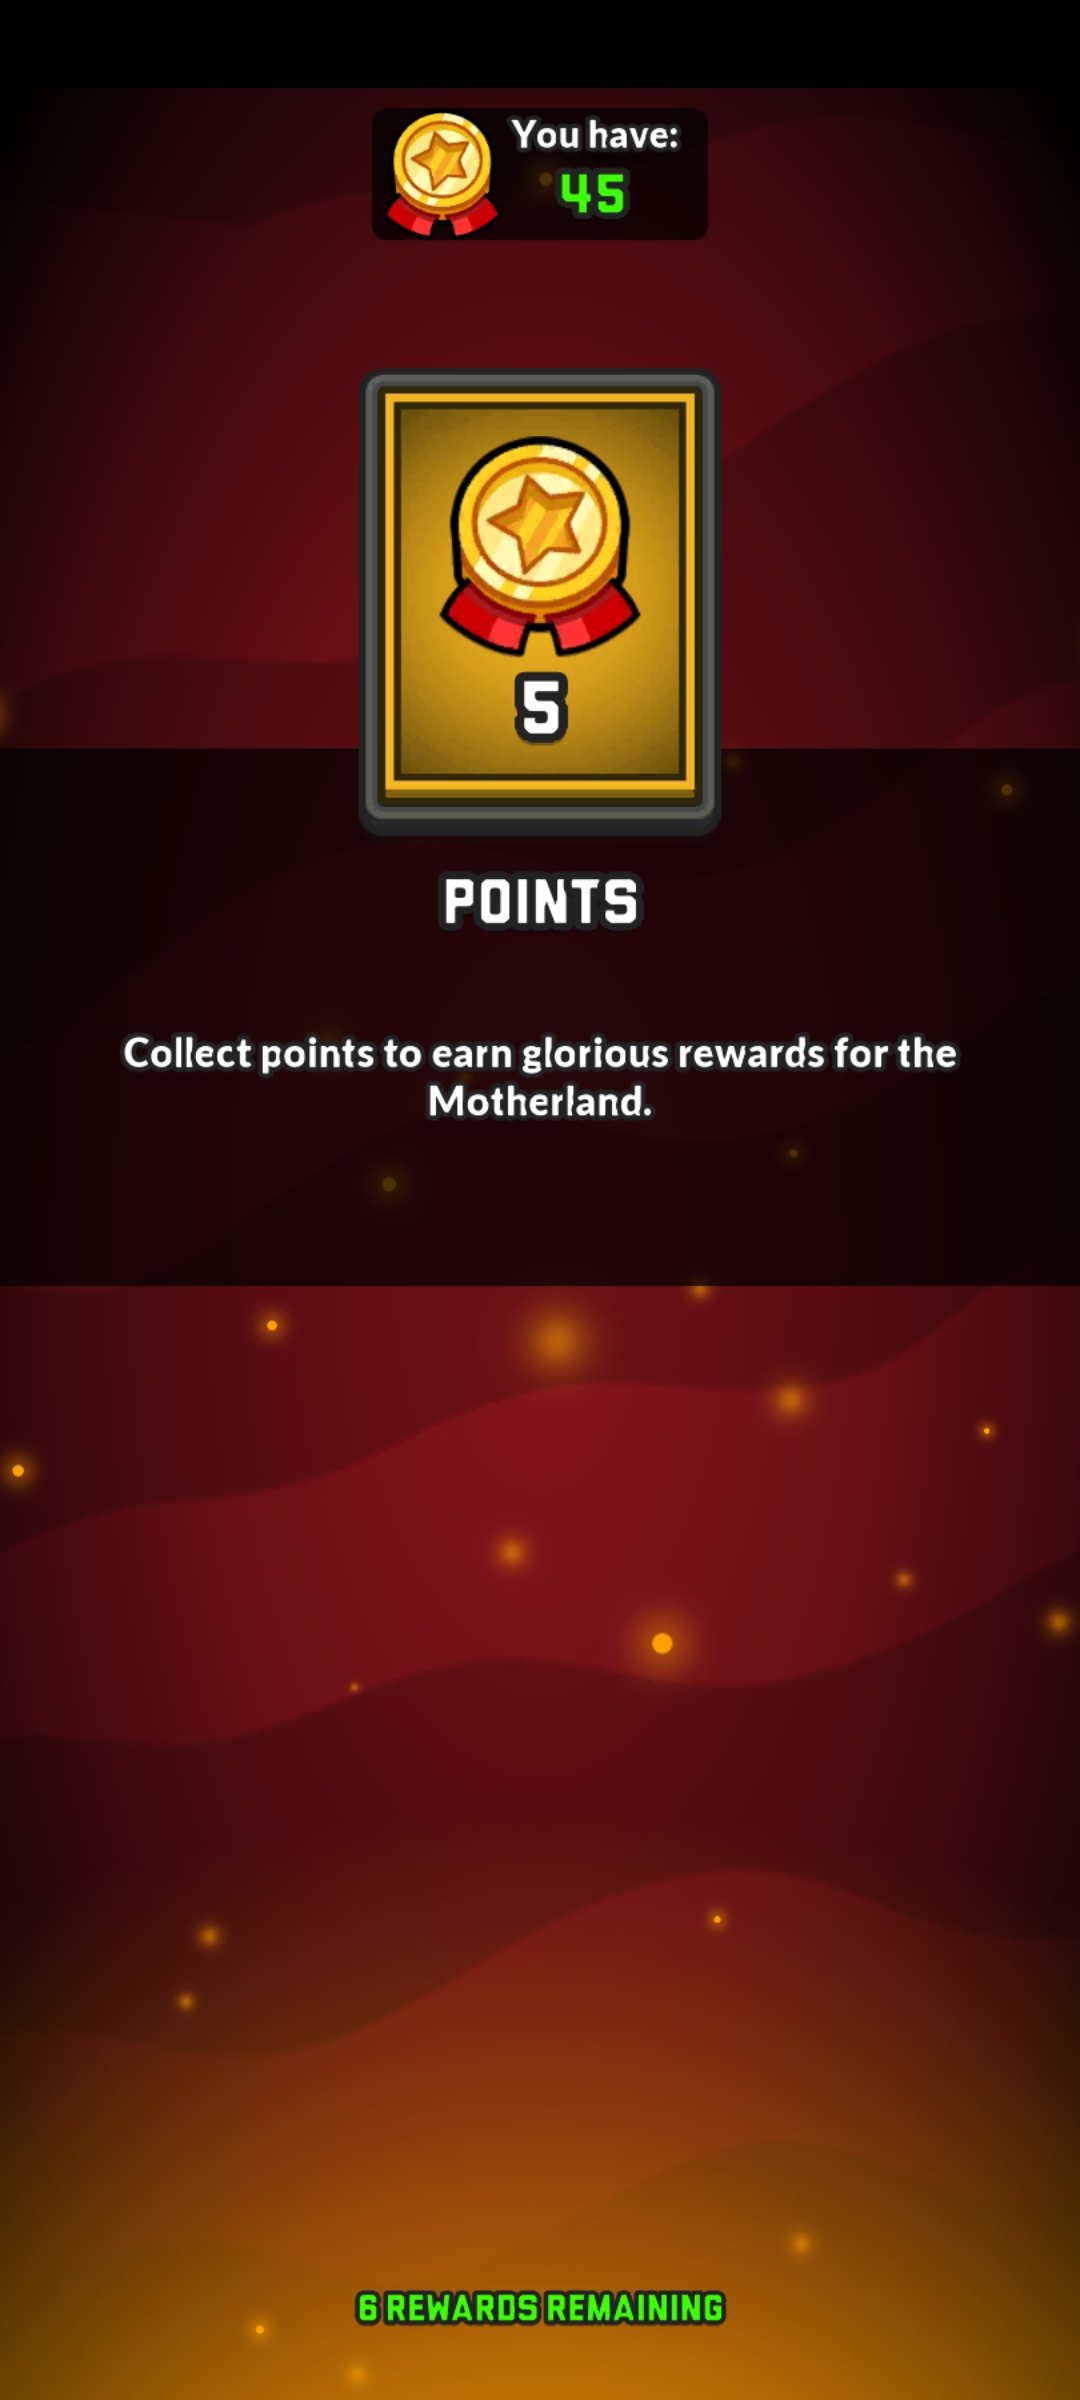 You have:
45
5
POINTS
Collect points to earn glorious rewards for the
Motherland.
6 REWARDS REMAINING